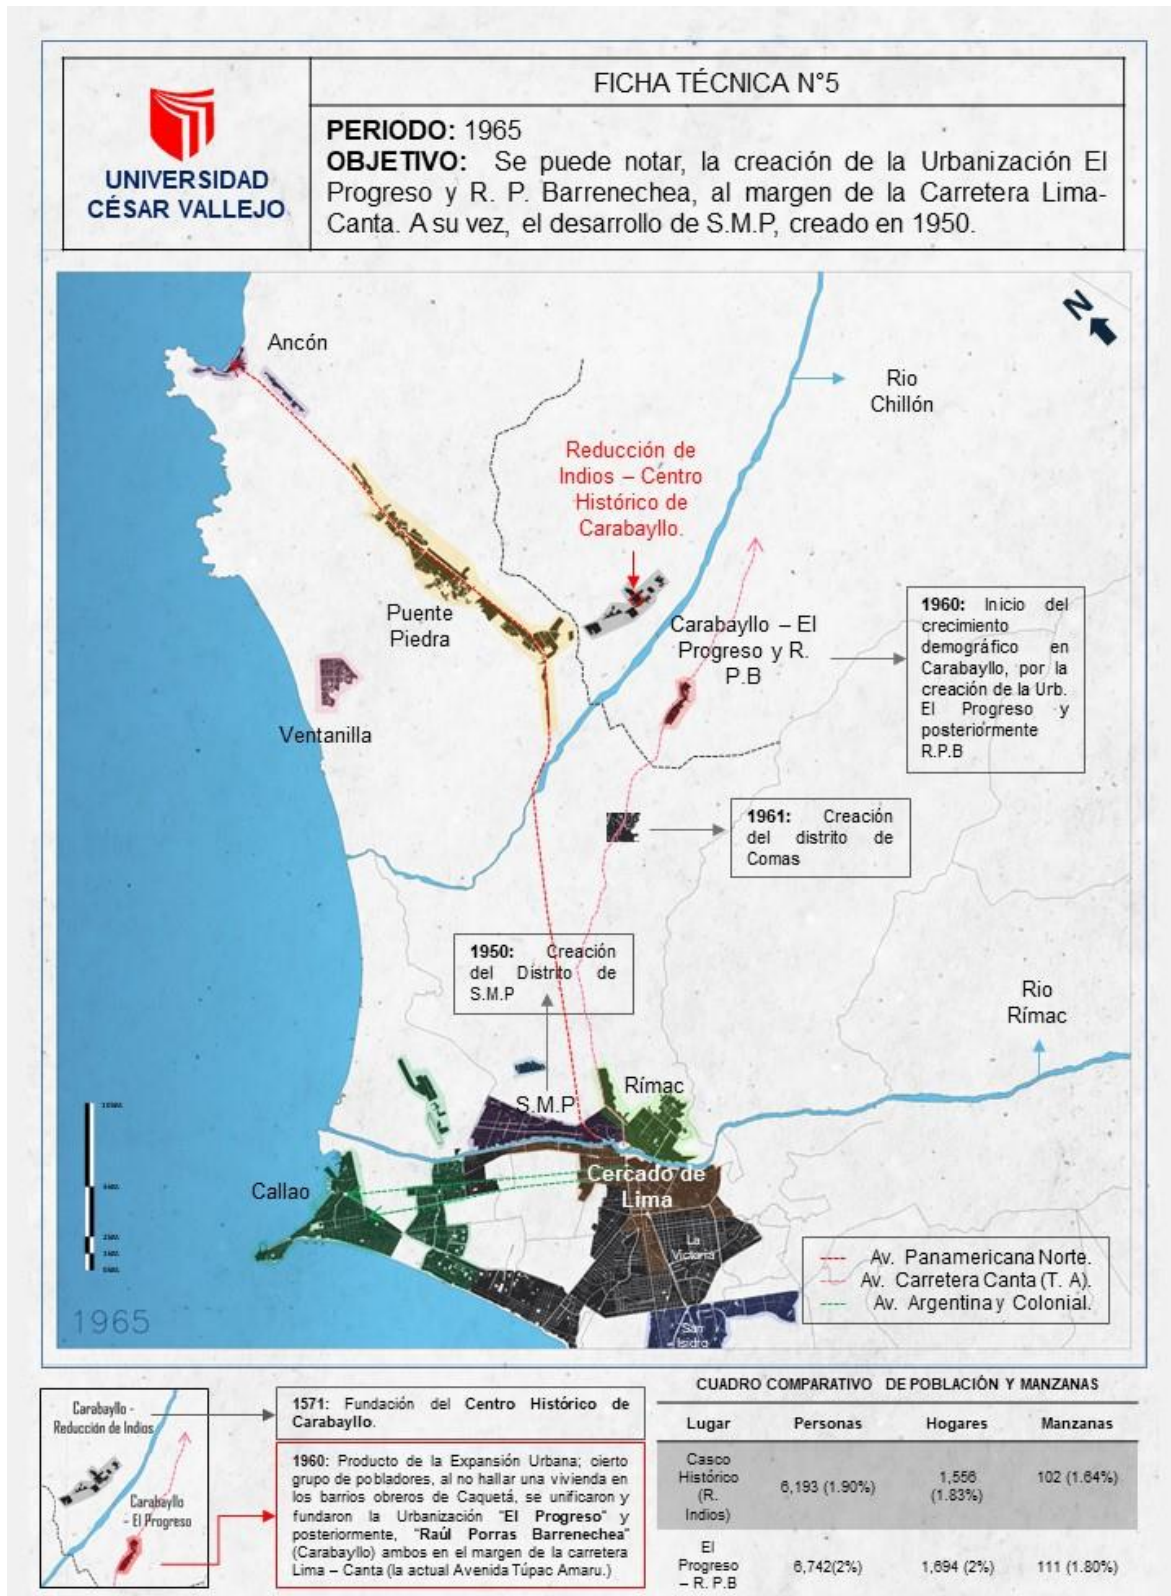 UNIVERSIDAD
CÉSAR VALLEJO
FICHA TÉCNICA N°5
PERIODO: 1965
OBJETIVO: Se puede notar, la creación de la Urbanización El
Progreso y R. P. Barrenechea, al margen de la Carretera Lima-
Canta. A su vez, el desarrollo de S.M.P, creado en 1950.
N
Ancón
Rio
Chillón
Reducción de
Indios – Centro
Histórico de
Carabayllo.
Puente
Piedra
Carabayllo – El
Progreso y R.
P.B
1960: Inicio del
crecimiento
demográfico en
Carabayllo, por la
creación de la Urb.
El Progreso y
posteriormente
R.P.B
Ventanilla
1961: Creación
del distrito de
Comas
1950: Creación
del Distrito de
S.M.P
Rio
Rímac
S.M.P
Rímac
Callao
Cercado de
Lima
La
Victoria
San
Isidro
Av. Panamericana Norte.
Av. Carretera Canta (T. A).
Av. Argentina y Colonial.
1965
Carabayllo -
Reducción de Indios
Carabayllo
- El Progreso
1571: Fundación del Centro Histórico de
Carabayllo.
1960: Producto de la Expansión Urbana; cierto
grupo de pobladores, al no hallar una vivienda en
los barrios obreros de Caquetá, se unificaron y
fundaron la Urbanización "El Progreso" y
posteriormente, "Raúl Porras Barrenechea"
(Carabayllo) ambos en el margen de la carretera
Lima – Canta (la actual Avenida Túpac Amaru.)
CUADRO COMPARATIVO DE POBLACIÓN Y MANZANAS
Lugar Personas Hogares Manzanas
Casco
Histórico
(R.
Indios)
6,193 (1.90%)
1,556
(1.83%)
102 (1.64%)
El
Progreso
– R. P.B
6,742(2%)
1,694 (2%)
111 (1.80%)